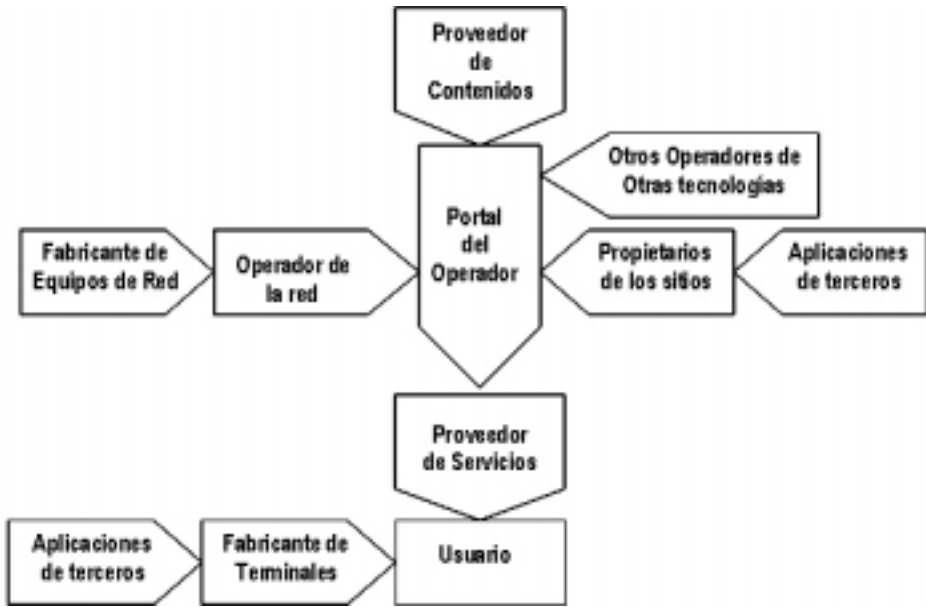 Proveedor
de
Contenidos
Otros Operadores de
Otras tecnologías
Portal
del
Operador
Fabricante de
Equipos de Red
Operador de
la red
Propietarios
de los sitios
Aplicaciones
de terceros
Proveedor
de Servicios
Aplicaciones
de terceros
Fabricante de
Terminales
Usuario